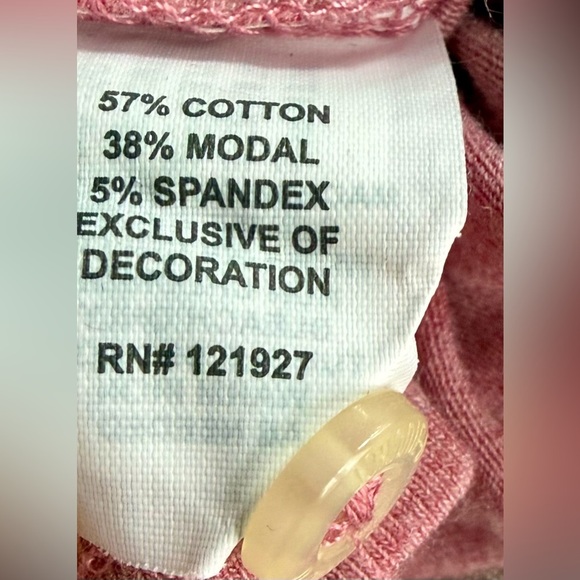 57% COTTON
38% MODAL
5% SPANDEX
EXCLUSIVE OF
DECORATION
RN# 121927